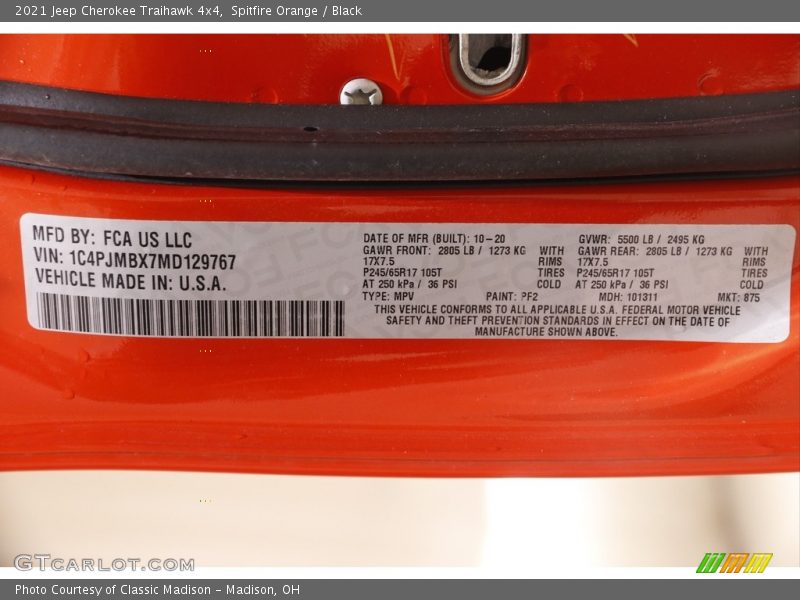 2021 Jeep Cherokee Traihawk 4x4, Spitfire Orange / Black
MFD BY: FCA US LLC
VIN: 1C4PJMBX7MD129767
VEHICLE MADE IN: U.S.A.
DATE OF MFR (BUILT): 10-20
GAWR FRONT: 2805 LB / 1273 KG WITH
17X7.5 RIMS
P245/65R17 105T TIRES
AT 250 kPa / 36 PSI COLD
GVWR: 5500 LB / 2495 KG
GAWR REAR: 2805 LB / 1273 KG WITH
17X7.5 RIMS
P245/65R17 105T TIRES
AT 250 kPa / 36 PSI COLD
TYPE: MPV PAINT: PF2 MDH: 101311 MKT: 875
THIS VEHICLE CONFORMS TO ALL APPLICABLE U.S.A. FEDERAL MOTOR VEHICLE
SAFETY AND THEFT PREVENTION STANDARDS IN EFFECT ON THE DATE OF
MANUFACTURE SHOWN ABOVE.
GTCARLOT.COM
Photo Courtesy of Classic Madison - Madison, OH